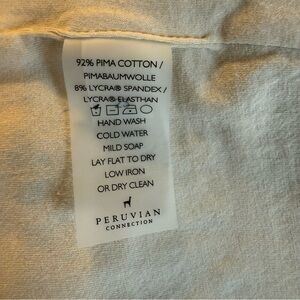 92% PIMA COTTON /
PIMABAUMWOLLE
8% LYCRA® SPANDEX /
LYCRA® ELASTHAN
HAND WASH
COLD WATER
MILD SOAP
LAY FLAT TO DRY
LOW IRON
OR DRY CLEAN
PERUVIAN
CONNECTION